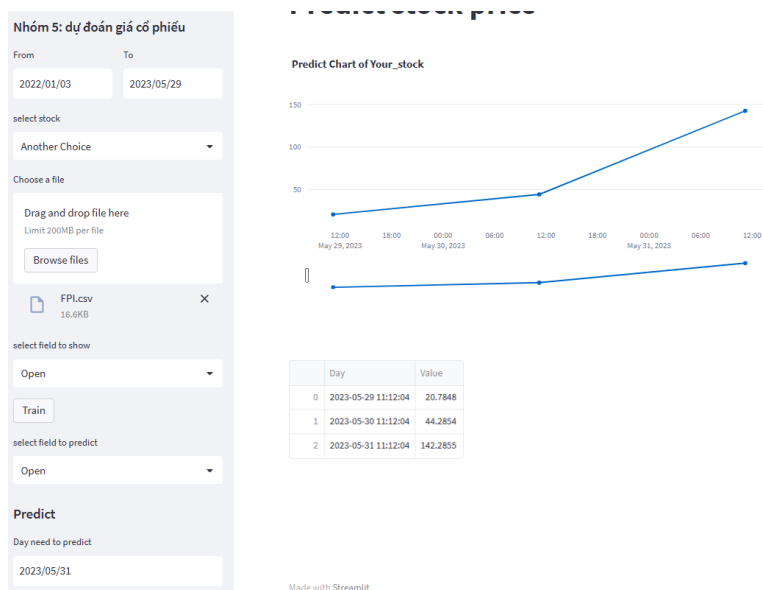 Nhóm 5: dự đoán giá cổ phiếu
From To
2022/01/03 2023/05/29
select stock
Another Choice
Choose a file
Drag and drop file here
Limit 200MB per file
Browse files
FPI.csv
16.6KB
select field to show
Open
Train
select field to predict
Open
Predict
Day need to predict
2023/05/31
Predict stock price
Predict Chart of Your_stock
150
100
50
12:00 18:00 00:00 06:00 12:00 18:00 00:00 06:00 12:00
May 29, 2023 May 30, 2023 May 31, 2023
Day Value
0 2023-05-29 11:12:04 20.7848
1 2023-05-30 11:12:04 44.2854
2 2023-05-31 11:12:04 142.2855
Made with Streamlit